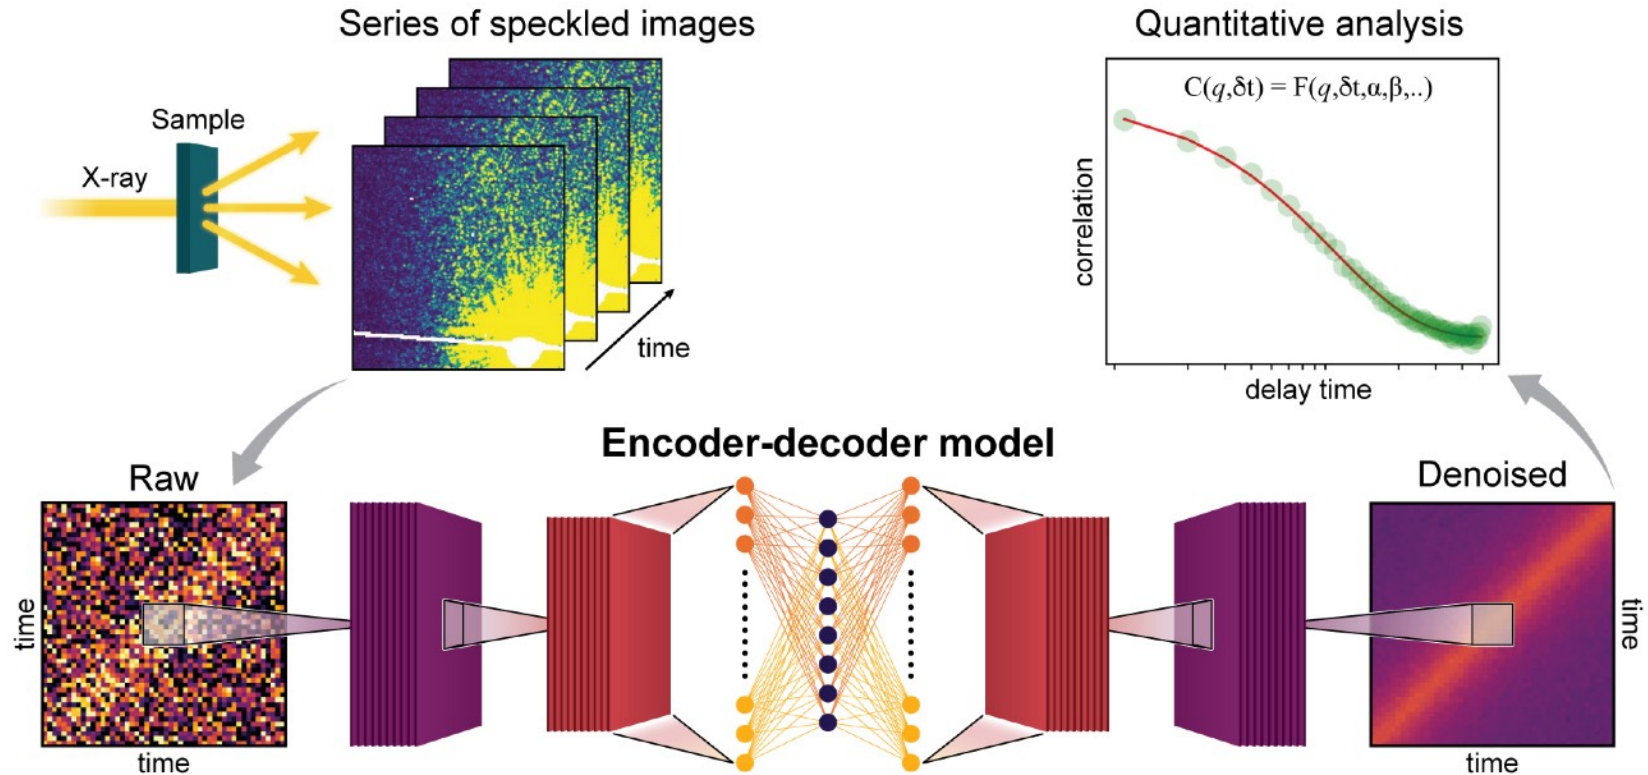 Series of speckled images
Quantitative analysis
Sample
X-ray
time
C(q,δt) = F(q,δt,α,β,..)
correlation
delay time
Encoder-decoder model
Raw
time
time
Denoised
time
time